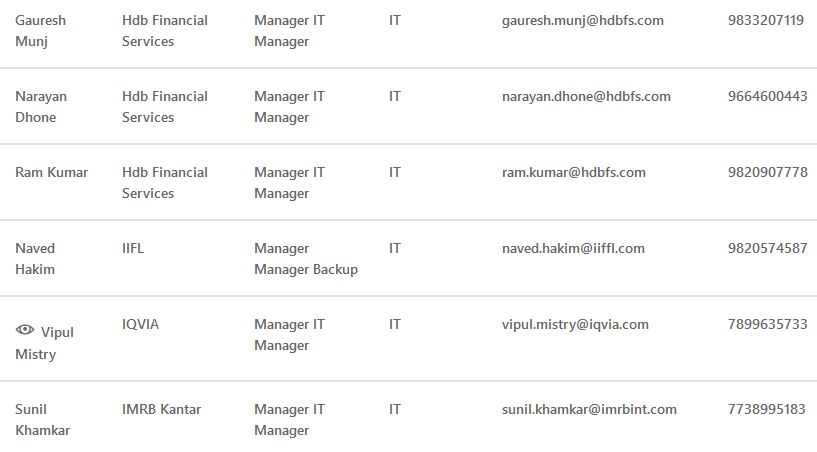 Gauresh Hdb Financial Manager IT IT gauresh.munj@hdbfs.com 9833207119
Munj Services Manager
Narayan Hdb Financial Manager IT IT narayan.dhone@hdbfs.com 9664600443
Dhone Services Manager
Ram Kumar Hdb Financial Manager IT IT ram.kumar@hdbfs.com 9820907778
Services Manager
Naved IIFL Manager IT naved.hakim@iiffl.com 9820574587
Hakim Manager Backup
Vipul IQVIA Manager IT IT vipul.mistry@iqvia.com 7899635733
Mistry Manager
Sunil IMRB Kantar Manager IT IT sunil.khamkar@imrbint.com 7738995183
Khamkar Manager